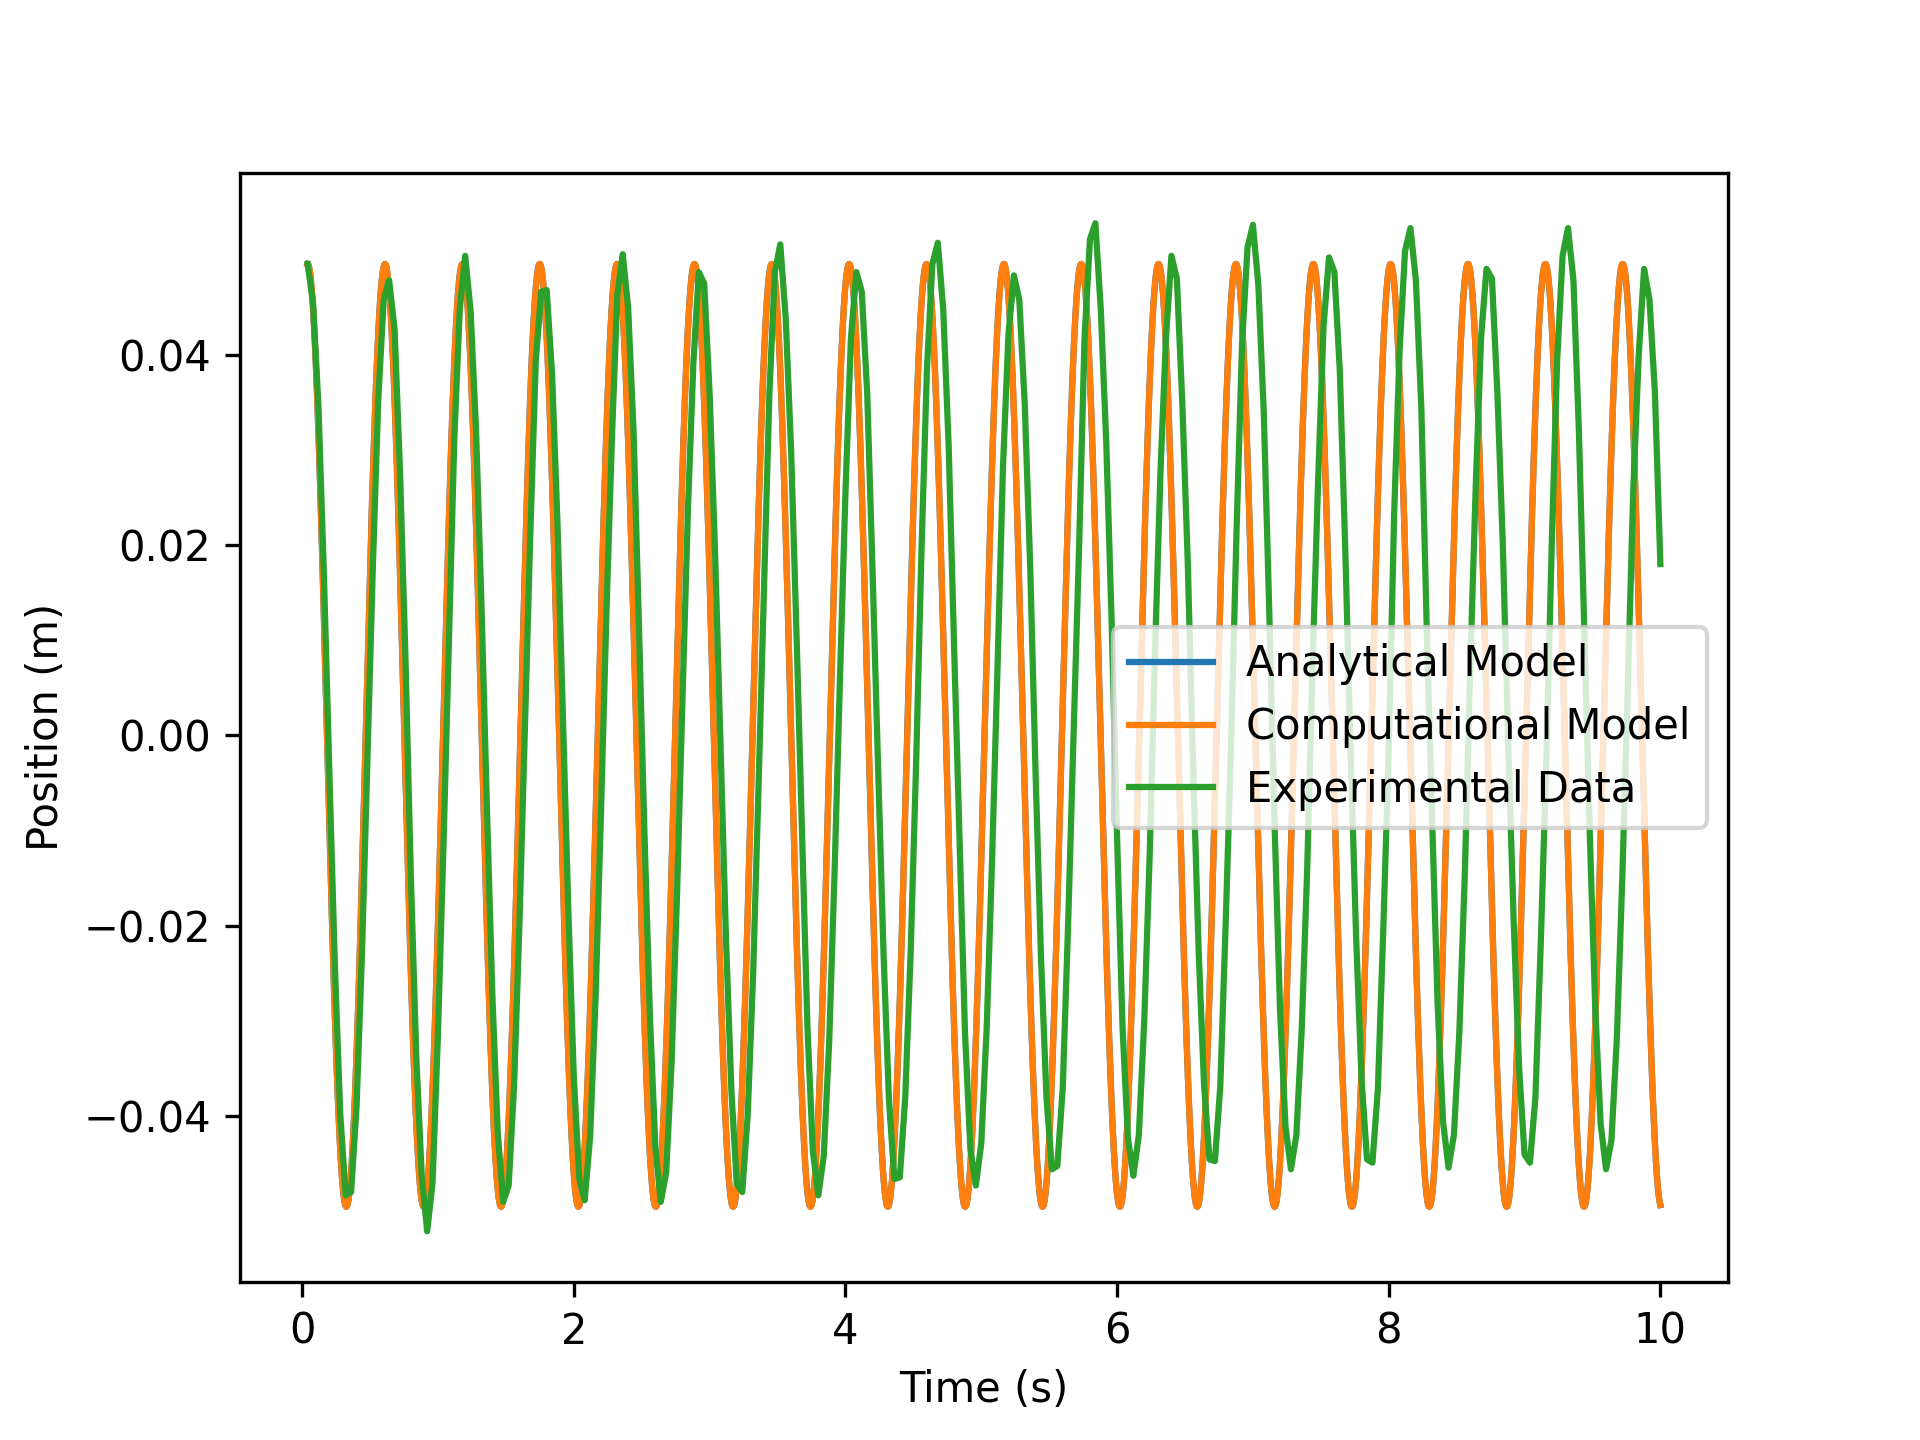 0.04
0.02
0.00
−0.02
−0.04
Position (m)
Analytical Model
Computational Model
Experimental Data
0 2 4 6 8 10
Time (s)